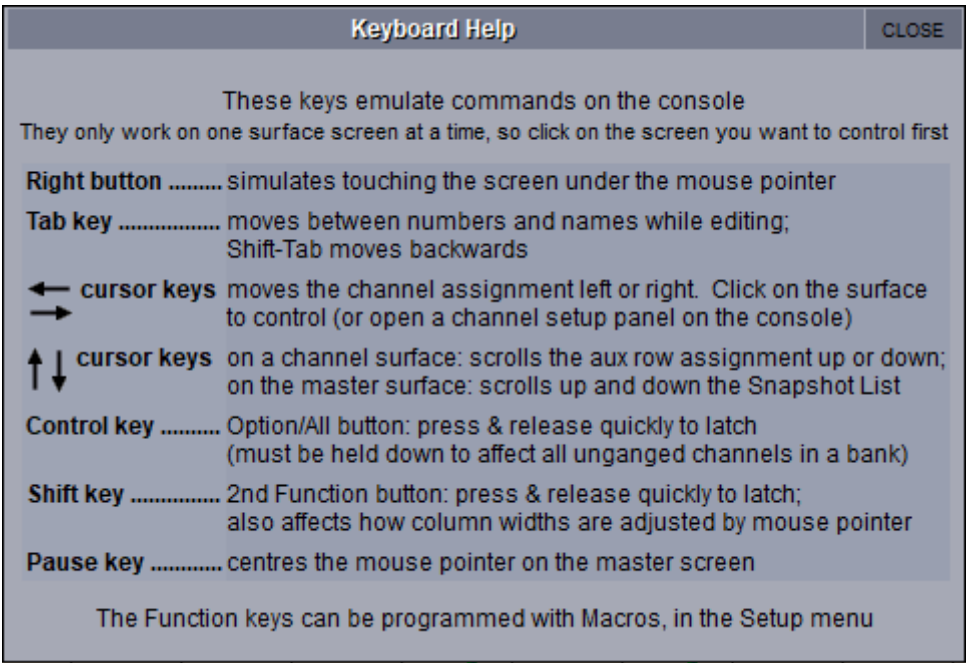 Keyboard Help
CLOSE
These keys emulate commands on the console
They only work on one surface screen at a time, so click on the screen you want to control first
Right button ......... simulates touching the screen under the mouse pointer
Tab key ................. moves between numbers and names while editing;
Shift-Tab moves backwards
cursor keys moves the channel assignment left or right. Click on the surface
to control (or open a channel setup panel on the console)
cursor keys on a channel surface: scrolls the aux row assignment up or down;
on the master surface: scrolls up and down the Snapshot List
Control key .......... Option/All button: press & release quickly to latch
(must be held down to affect all unganged channels in a bank)
Shift key ............... 2nd Function button: press & release quickly to latch;
also affects how column widths are adjusted by mouse pointer
Pause key ............ centres the mouse pointer on the master screen
The Function keys can be programmed with Macros, in the Setup menu